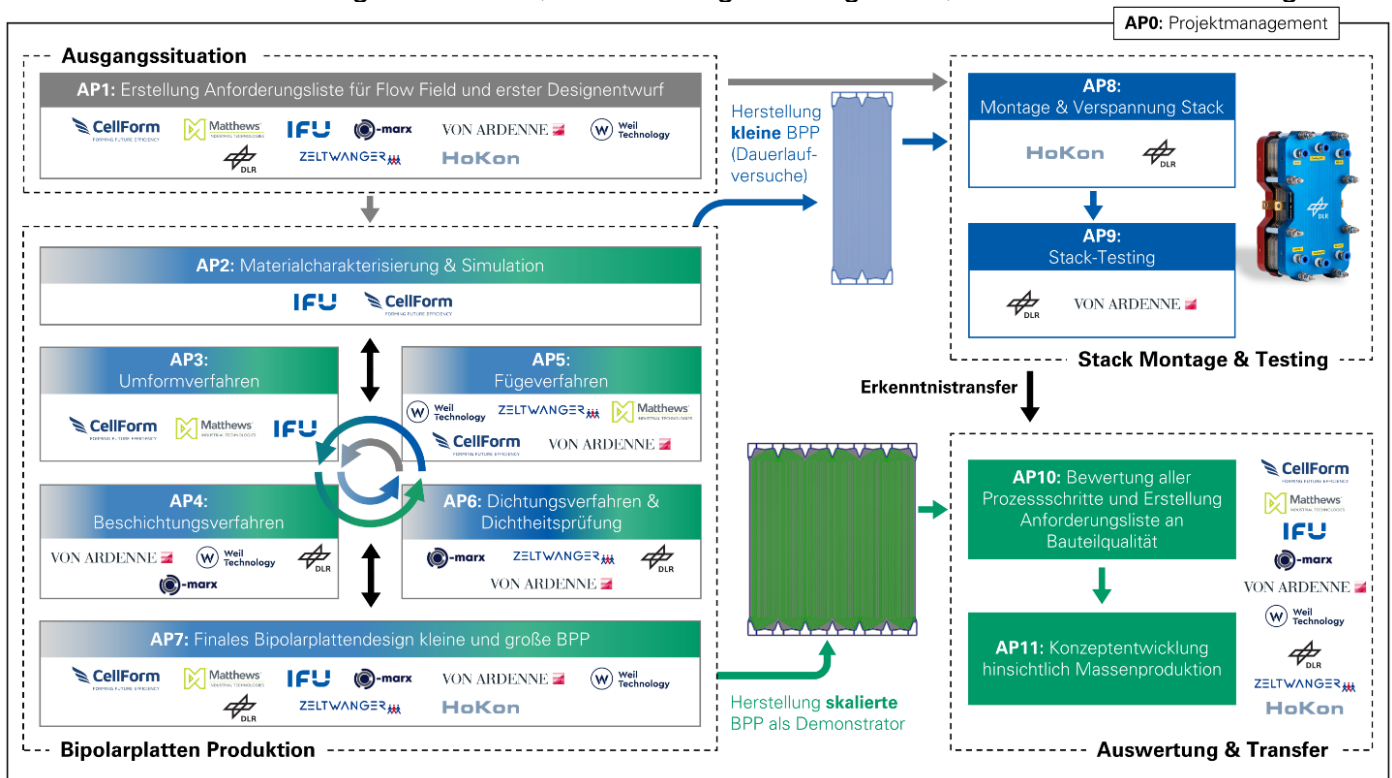 AP0: Projektmanagement
Ausgangssituation
AP1: Erstellung Anforderungsliste für Flow Field und erster Designentwurf
CellForm
FORMING FUTURE EFFICIENCY
Matthews
INDUSTRIAL TECHNOLOGIES
IFU
-marx
VON ARDENNE
Weil
Technology
DLR
ZELTWANGER
HoKon
Herstellung
kleine BPP
(Dauerlauf-
versuche)
AP8:
Montage & Verspannung Stack
HoKon
DLR
AP9:
Stack-Testing
DLR
VON ARDENNE
DLR
Stack Montage & Testing
AP2: Materialcharakterisierung & Simulation
IFU
CellForm
FORMING FUTURE EFFICIENCY
AP3:
Umformverfahren
CellForm
FORMING FUTURE EFFICIENCY
Matthews
INDUSTRIAL TECHNOLOGIES
IFU
AP5:
Fügeverfahren
Weil
Technology
ZELTWANGER
Matthews
INDUSTRIAL TECHNOLOGIES
CellForm
FORMING FUTURE EFFICIENCY
VON ARDENNE
AP4:
Beschichtungsverfahren
VON ARDENNE
Weil
Technology
DLR
-marx
AP6: Dichtungsverfahren &
Dichtheitsprüfung
-marx
ZELTWANGER
DLR
VON ARDENNE
AP7: Finales Bipolarplattendesign kleine und große BPP
CellForm
FORMING FUTURE EFFICIENCY
Matthews
INDUSTRIAL TECHNOLOGIES
IFU
-marx
VON ARDENNE
Weil
Technology
DLR
ZELTWANGER
HoKon
Bipolarplatten Produktion
Herstellung skalierte
BPP als Demonstrator
Erkenntnistransfer
AP10: Bewertung aller
Prozessschritte und Erstellung
Anforderungsliste an
Bauteilqualität
AP11: Konzeptentwicklung
hinsichtlich Massenproduktion
CellForm
FORMING FUTURE EFFICIENCY
Matthews
INDUSTRIAL TECHNOLOGIES
IFU
-marx
VON ARDENNE
Weil
Technology
DLR
ZELTWANGER
HoKon
Auswertung & Transfer